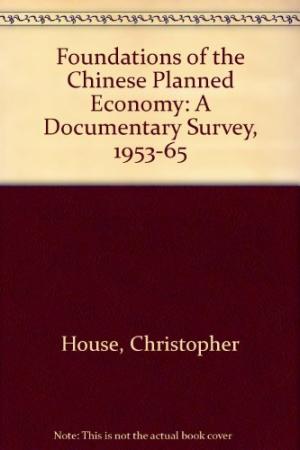 Foundations of the
Chinese Planned
Economy: A
Documentary Survey,
1953-65
House, Christopher
Note: This is not the actual book cover